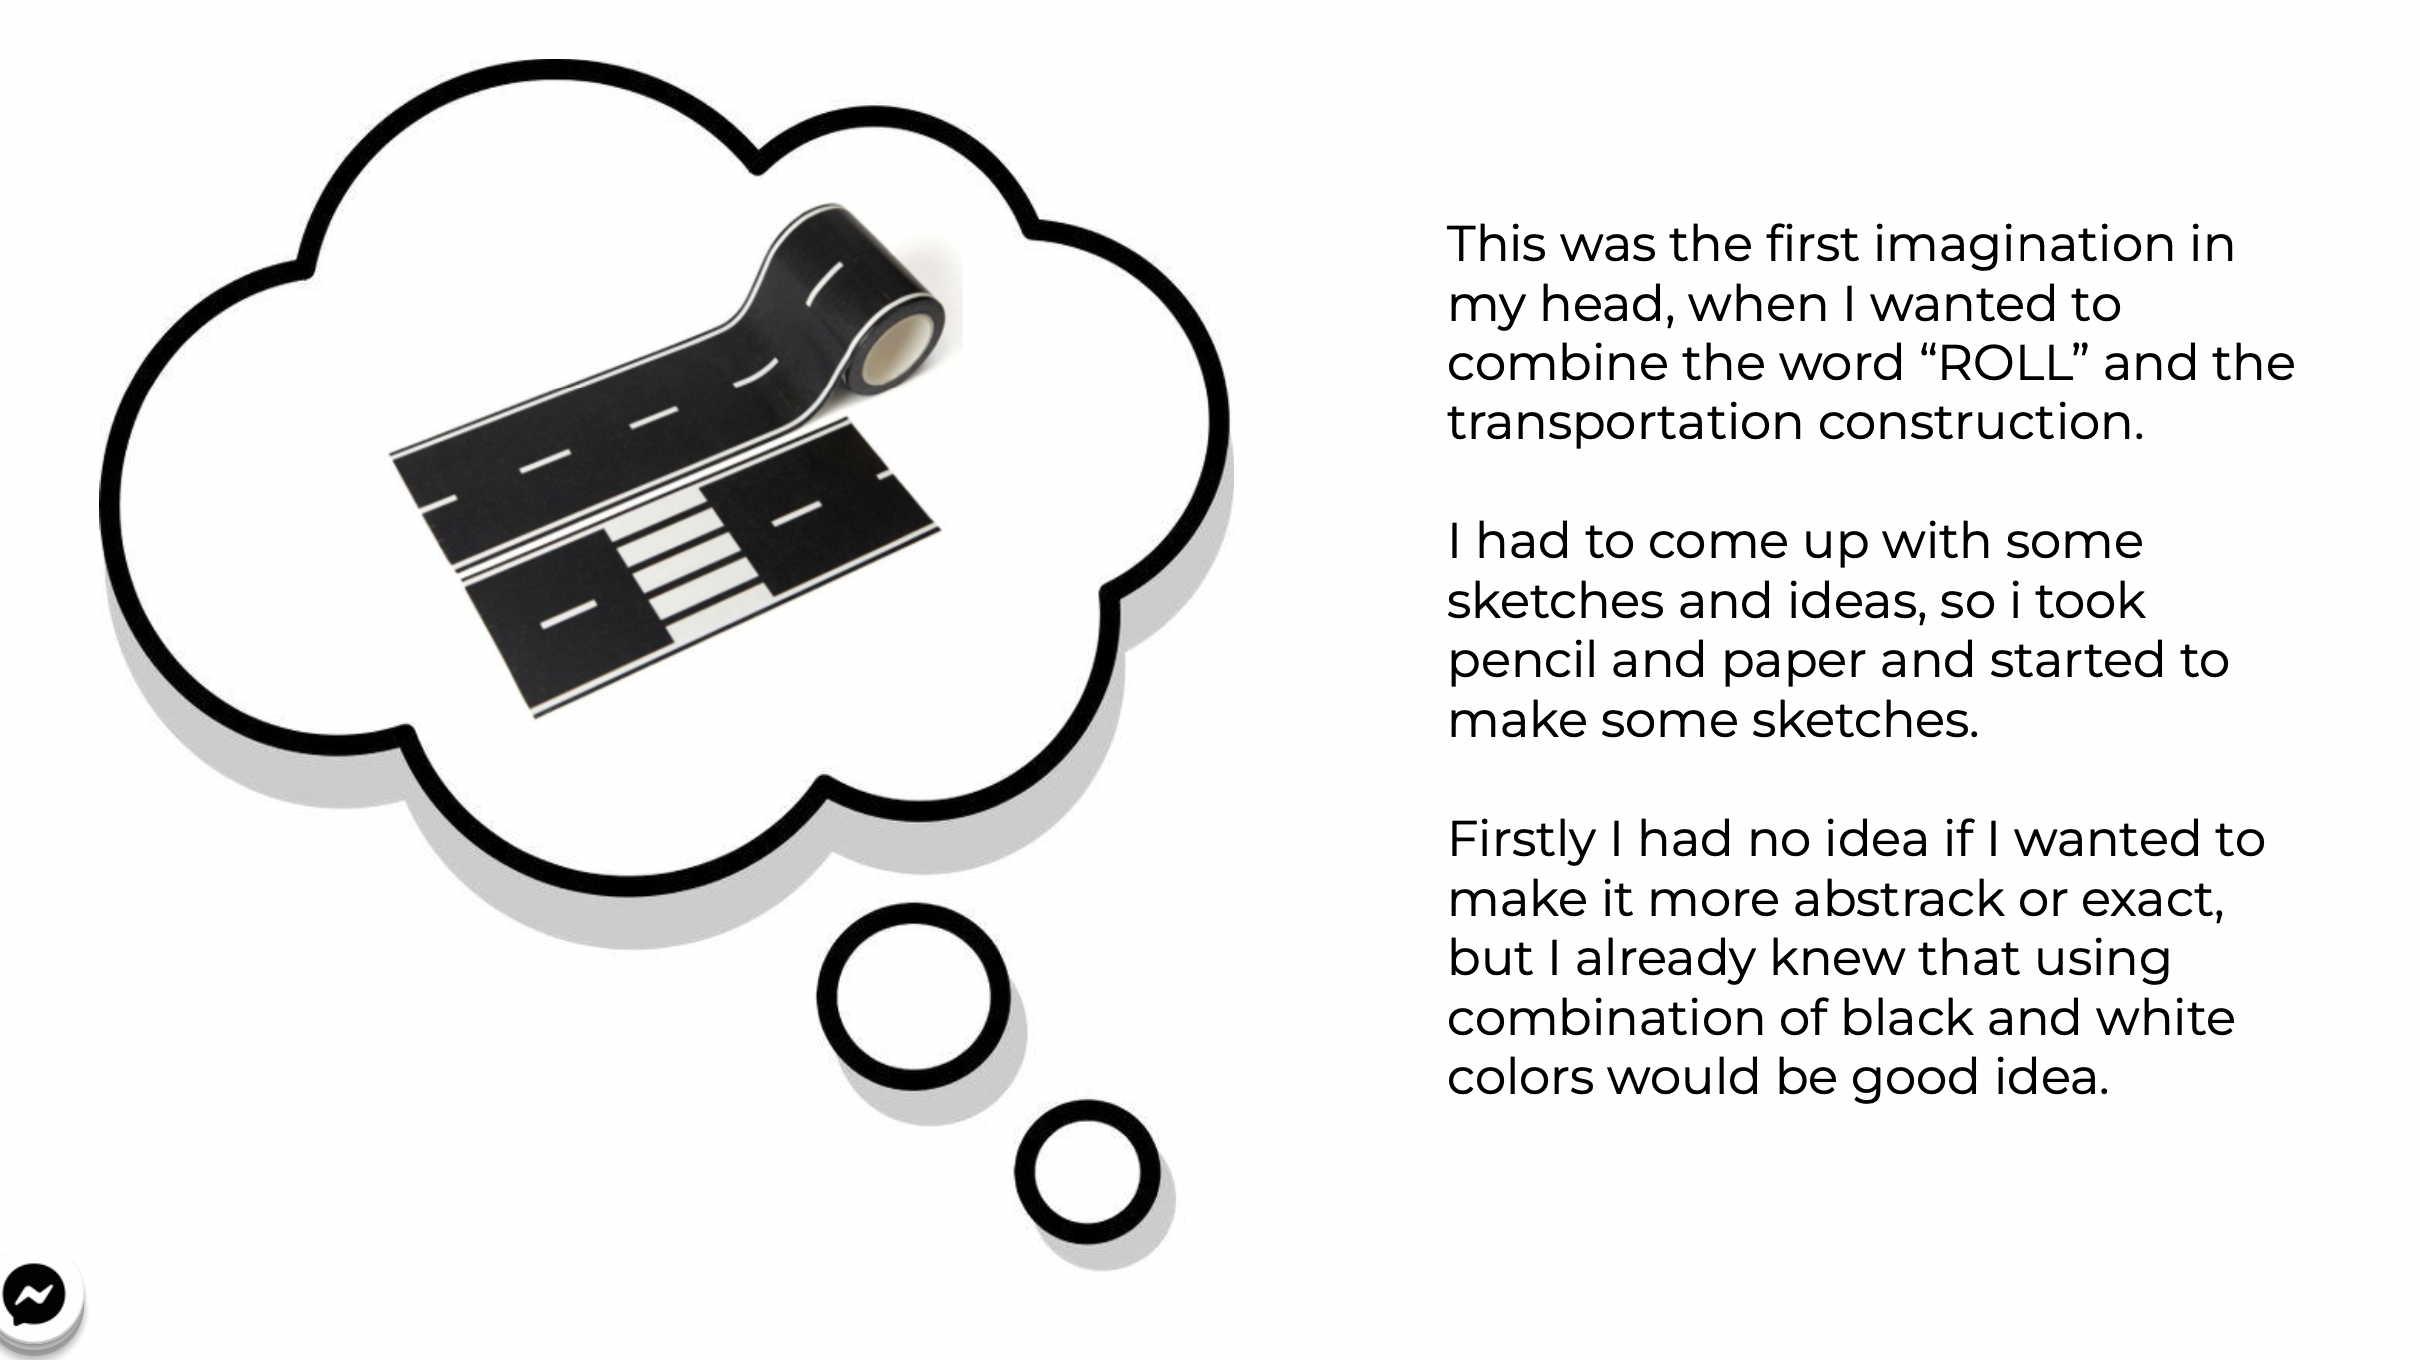 This was the first imagination in
my head, when I wanted to
combine the word “ROLL” and the
transportation construction.
I had to come up with some
sketches and ideas, so i took
pencil and paper and started to
make some sketches.
Firstly I had no idea if I wanted to
make it more abstrack or exact,
but I already knew that using
combination of black and white
colors would be good idea.